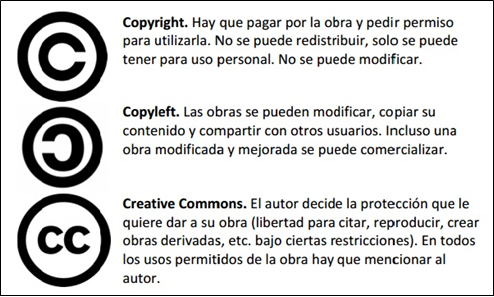 Copyright. Hay que pagar por la obra y pedir permiso
para utilizarla. No se puede redistribuir, solo se puede
tener para uso personal. No se puede modificar.
Copyleft. Las obras se pueden modificar, copiar su
contenido y compartir con otros usuarios. Incluso una
obra modificada y mejorada se puede comercializar.
Creative Commons. El autor decide la protección que le
quiere dar a su obra (libertad para citar, reproducir, crear
obras derivadas, etc. bajo ciertas restricciones). En todos
los usos permitidos de la obra hay que mencionar al
autor.